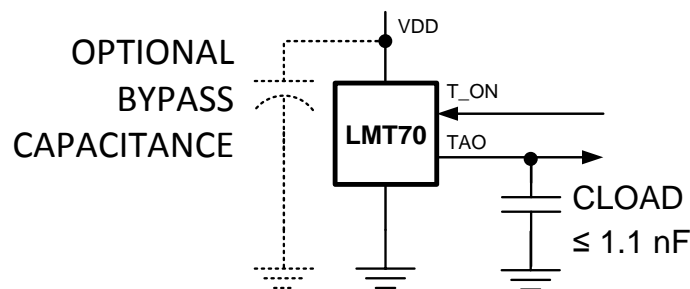 VDD
OPTIONAL
BYPASS
CAPACITANCE
T_ON
LMT70
TAO
CLOAD
≤ 1.1 nF